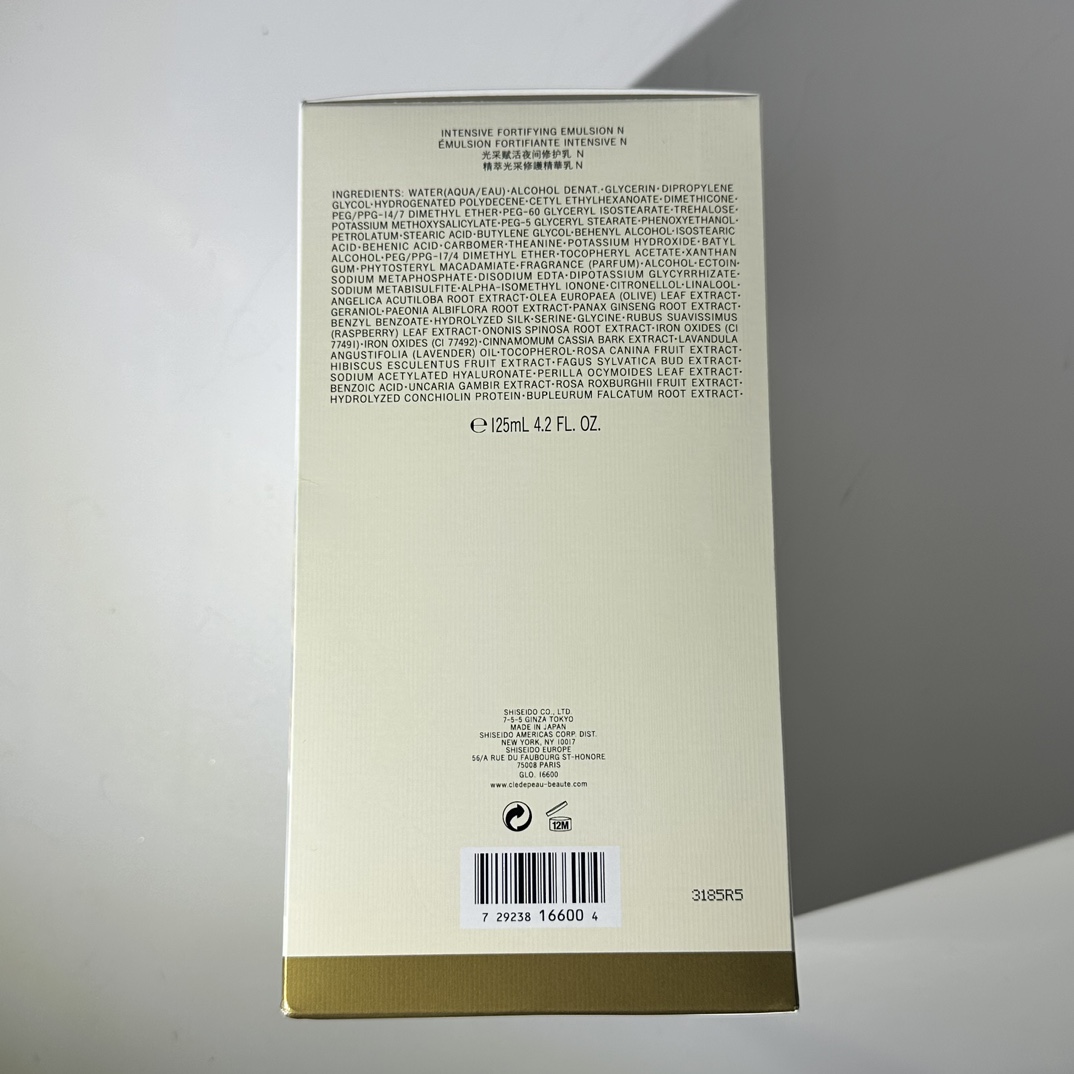 INTENSIVE FORTIFYING EMULSION N
ÉMULSION FORTIFIANTE INTENSIVE N
光采赋活夜间修护乳 N
精萃光采修護精華乳 N
INGREDIENTS: WATER(AQUA/EAU)·ALCOHOL DENAT.·GLYCERIN·DIPROPYLENE
GLYCOL·HYDROGENATED POLYDECENE·CETYL ETHYLHEXANOATE·DIMETHICONE·
PEG/PPG-14/7 DIMETHYL ETHER·PEG-60 GLYCERYL ISOSTEARATE·TREHALOSE·
POTASSIUM METHOXYSALICYLATE·PEG-5 GLYCERYL STEARATE·PHENOXYETHANOL·
PETROLATUM·STEARIC ACID·BUTYLENE GLYCOL·BEHENYL ALCOHOL·ISOSTEARIC
ACID·BEHENIC ACID·CARBOMER·THEANINE·POTASSIUM HYDROXIDE·BATYL
ALCOHOL·PEG/PPG-17/4 DIMETHYL ETHER·TOCOPHERYL ACETATE·XANTHAN
GUM·PHYTOSTERYL MACADAMIATE·FRAGRANCE (PARFUM)·ALCOHOL·ECTOIN·
SODIUM METAPHOSPHATE·DISODIUM EDTA·DIPOTASSIUM GLYCYRRHIZATE·
SODIUM METABISULFITE·ALPHA-ISOMETHYL IONONE·CITRONELLOL·LINALOOL·
ANGELICA ACUTILOBA ROOT EXTRACT·OLEA EUROPAEA (OLIVE) LEAF EXTRACT·
GERANIOL·PAEONIA ALBIFLORA ROOT EXTRACT·PANAX GINSENG ROOT EXTRACT·
BENZYL BENZOATE·HYDROLYZED SILK·SERINE·GLYCINE·RUBUS SUAVISSIMUS
(RASPBERRY) LEAF EXTRACT·ONONIS SPINOSA ROOT EXTRACT·IRON OXIDES (CI
77491)·IRON OXIDES (CI 77492)·CINNAMOMUM CASSIA BARK EXTRACT·LAVANDULA
ANGUSTIFOLIA (LAVENDER) OIL·TOCOPHEROL·ROSA CANINA FRUIT EXTRACT·
HIBISCUS ESCULENTUS FRUIT EXTRACT·FAGUS SYLVATICA BUD EXTRACT·
SODIUM ACETYLATED HYALURONATE·PERILLA OCYMOIDES LEAF EXTRACT·
BENZOIC ACID·UNCARIA GAMBIR EXTRACT·ROSA ROXBURGHII FRUIT EXTRACT·
HYDROLYZED CONCHIOLIN PROTEIN·BUPLEURUM FALCATUM ROOT EXTRACT·
℮ 125mL 4.2 FL. OZ.
SHISEIDO CO., LTD.
7-5-5 GINZA TOKYO
MADE IN JAPAN
SHISEIDO AMERICAS CORP. DIST.
NEW YORK, NY 10017
SHISEIDO EUROPE
56/A RUE DU FAUBOURG ST-HONORE
75008 PARIS
GLO. 16600
www.cledepeau-beaute.com
12M
3185R5
7 29238 16600 4